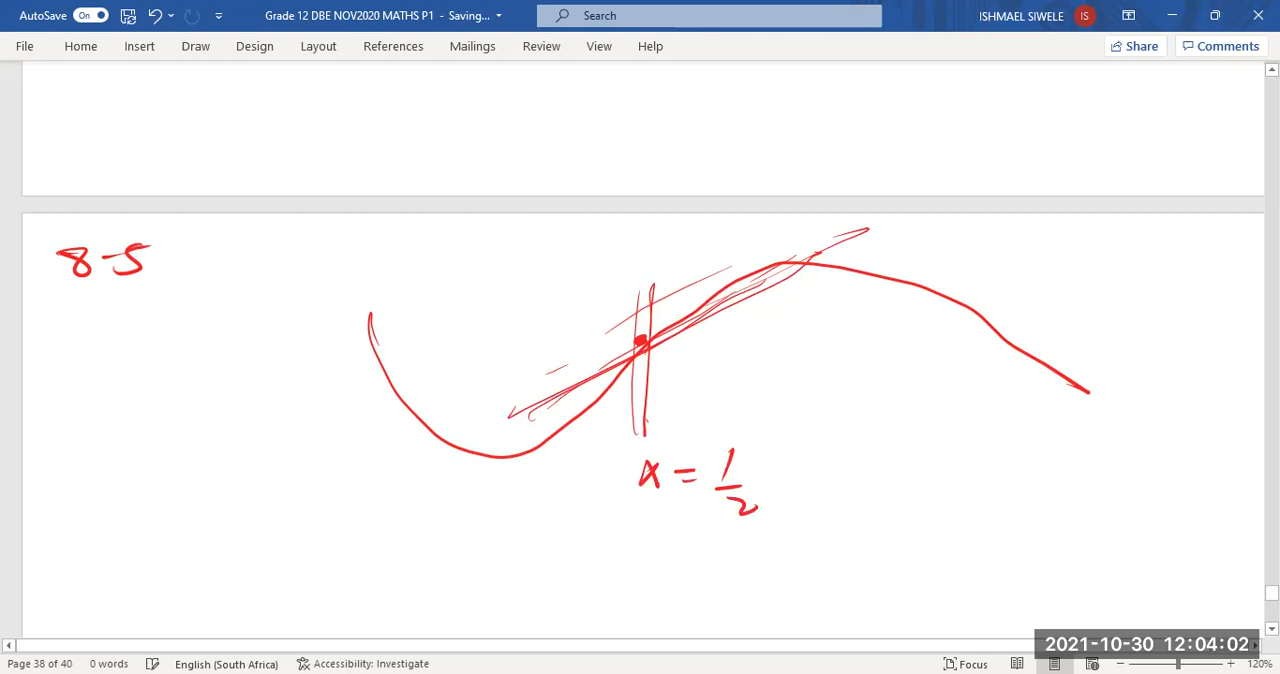 AutoSave On Grade 12 DBE NOV2020 MATHS P1 - Saving... Search ISHMAEL SIWELE IS
File Home Insert Draw Design Layout References Mailings Review View Help Share Comments
8.5
x = 1/2
2021-10-30 12:04:02
Page 38 of 40 0 words English (South Africa) Accessibility: Investigate Focus 120%